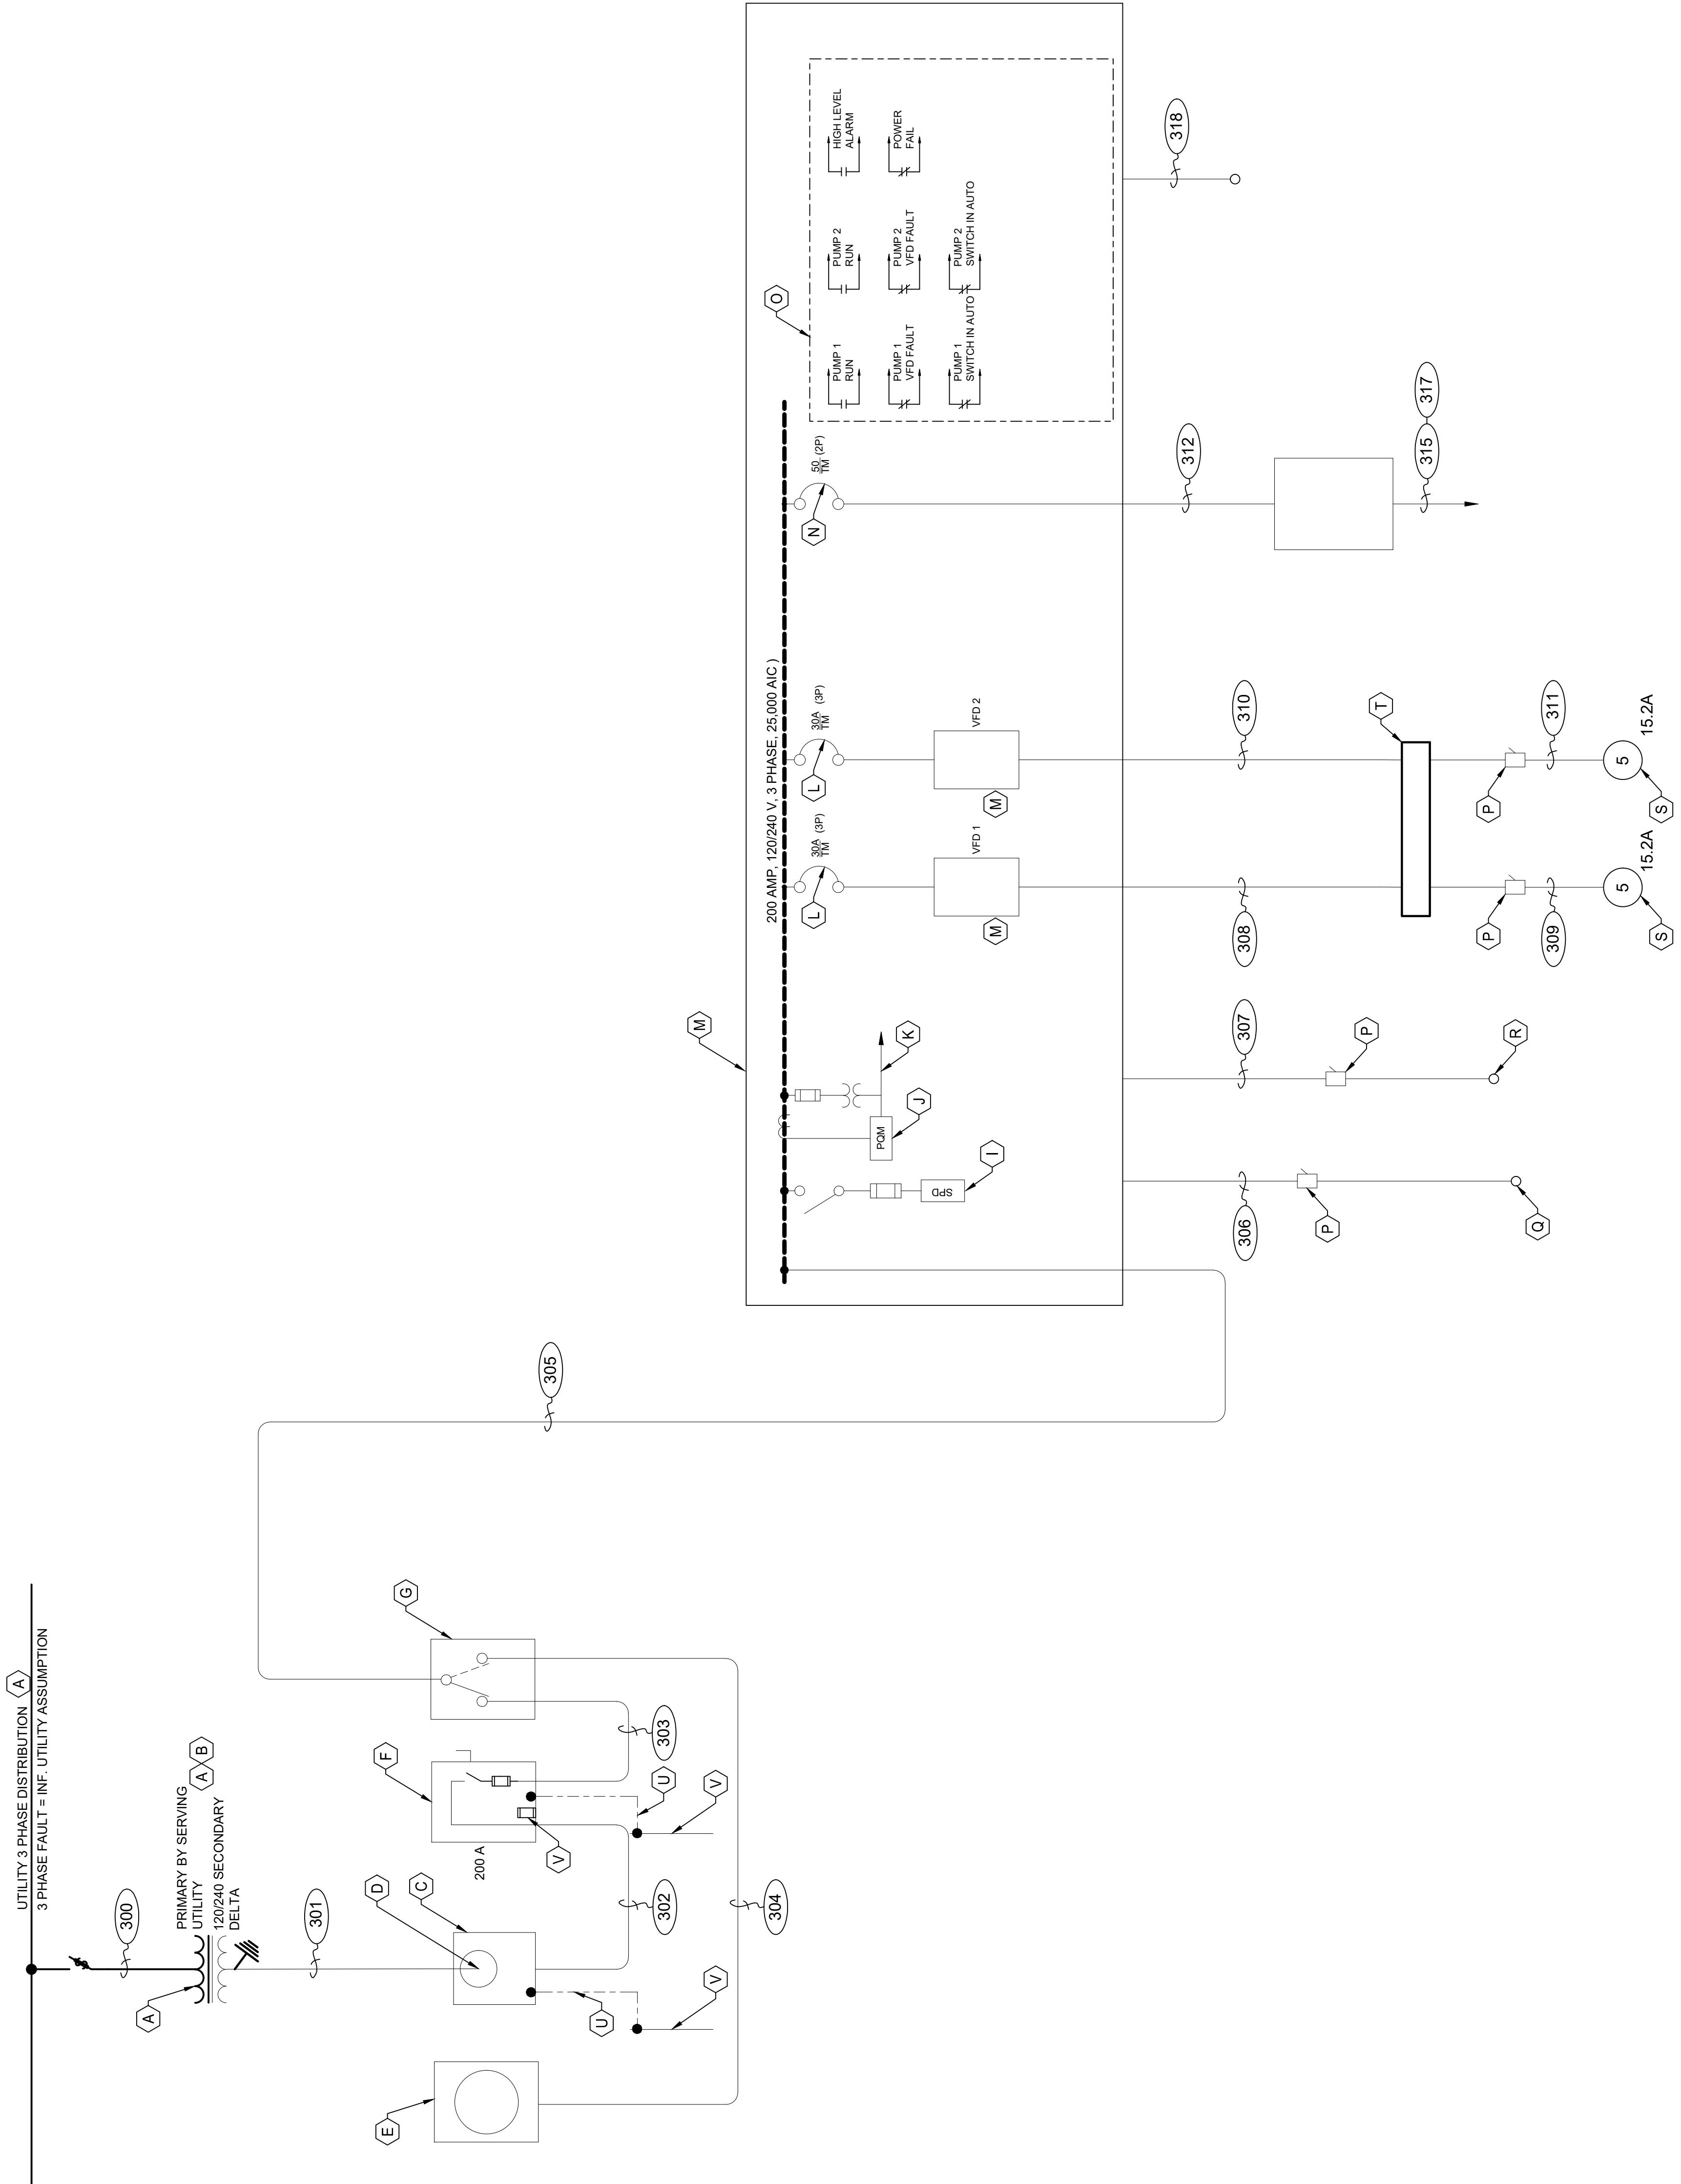 UTILITY 3 PHASE DISTRIBUTION
A
3 PHASE FAULT = INF. UTILITY ASSUMPTION
300
PRIMARY BY SERVING
UTILITY
A
B
120/240 SECONDARY
DELTA
A
301
D
C
E
F
200 A
V
G
U
V
U
V
302
303
304
305
M
200 AMP, 120/240 V, 3 PHASE, 25,000 AIC )
SPD
I
PQM
J
K
L
30A (3P)
TM
L
30A (3P)
TM
N
50 (2P)
TM
VFD 1
M
VFD 2
M
O
PUMP 1
RUN
PUMP 2
RUN
HIGH LEVEL
ALARM
PUMP 1
VFD FAULT
PUMP 2
VFD FAULT
POWER
FAIL
PUMP 1
SWITCH IN AUTO
PUMP 2
SWITCH IN AUTO
306
P
Q
307
P
R
308
310
T
P
P
309
311
5
15.2A
S
5
15.2A
S
312
315
317
318